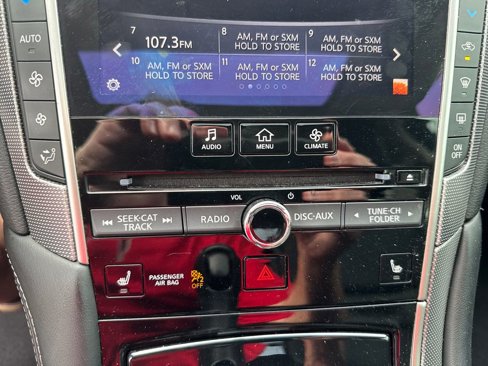 7 107.3FM
8 AM, FM or SXM
HOLD TO STORE
9 AM, FM or SXM
HOLD TO STORE
10 AM, FM or SXM
HOLD TO STORE
11 AM, FM or SXM
HOLD TO STORE
12 AM, FM or SXM
HOLD TO STORE
AUTO
AUDIO
MENU
CLIMATE
ON
OFF
VOL
SEEK-CAT
TRACK
RADIO
DISC-AUX
TUNE-CH
FOLDER
PASSENGER
AIR BAG
2
OFF